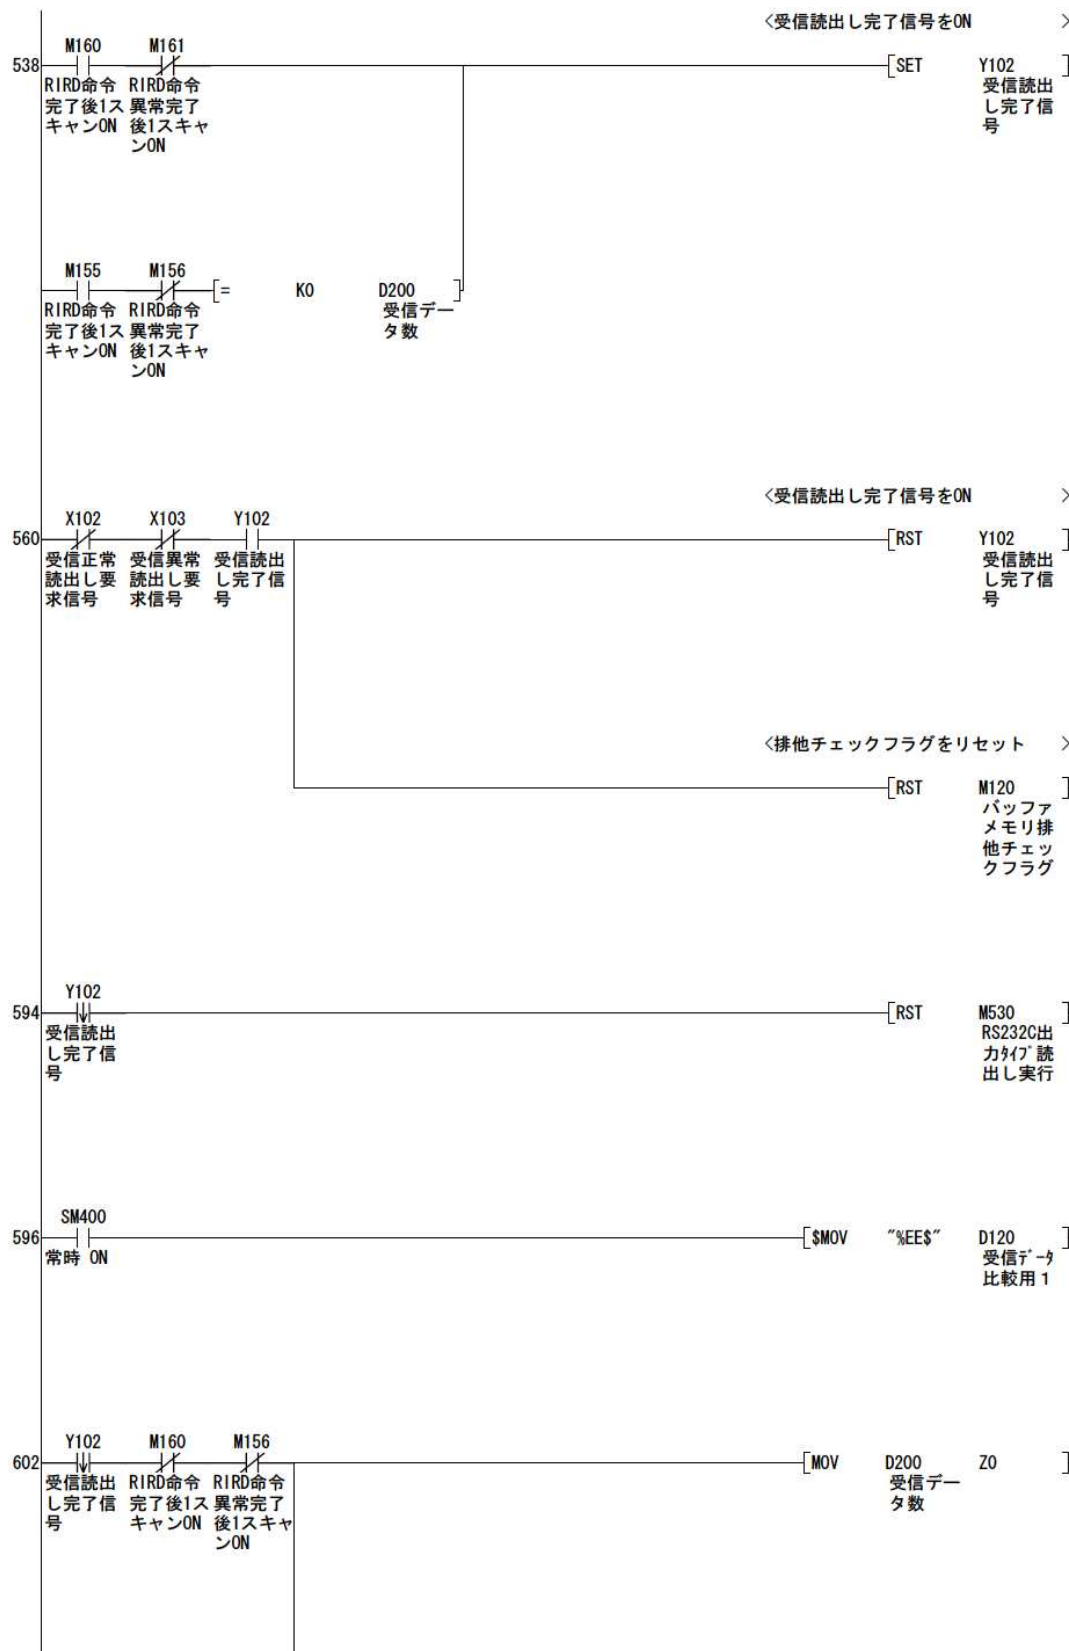 <受信読出し完了信号をON >
M160 M161
538 [SET Y102 ]
RIRD命令 RIRD命令 受信読出
完了後1ス 異常完了 し完了信
キャンON 後1スキャ 号
ンON
M155 M156
[= K0 D200 ]
RIRD命令 RIRD命令 受信デー
完了後1ス 異常完了 タ数
キャンON 後1スキャ
ンON
<受信読出し完了信号をON >
X102 X103 Y102
560 [RST Y102 ]
受信正常 受信異常 受信読出 受信読出
読出し要 読出し要 し完了信 し完了信
求信号 求信号 号 号
<排他チェックフラグをリセット >
[RST M120 ]
バッファ
メモリ排
他チェッ
クフラグ
Y102
594 [RST M530 ]
受信読出 RS232C出
し完了信 力ﾀｲﾌﾟ読
号 出し実行
SM400
596 [$MOV "%EE$" D120 ]
常時 ON 受信ﾃﾞｰﾀ
比較用１
Y102 M160 M156
602 [MOV D200 Z0 ]
受信読出 RIRD命令 RIRD命令 受信デー
し完了信 完了後1ス 異常完了 タ数
号 キャンON 後1スキャ
ンON